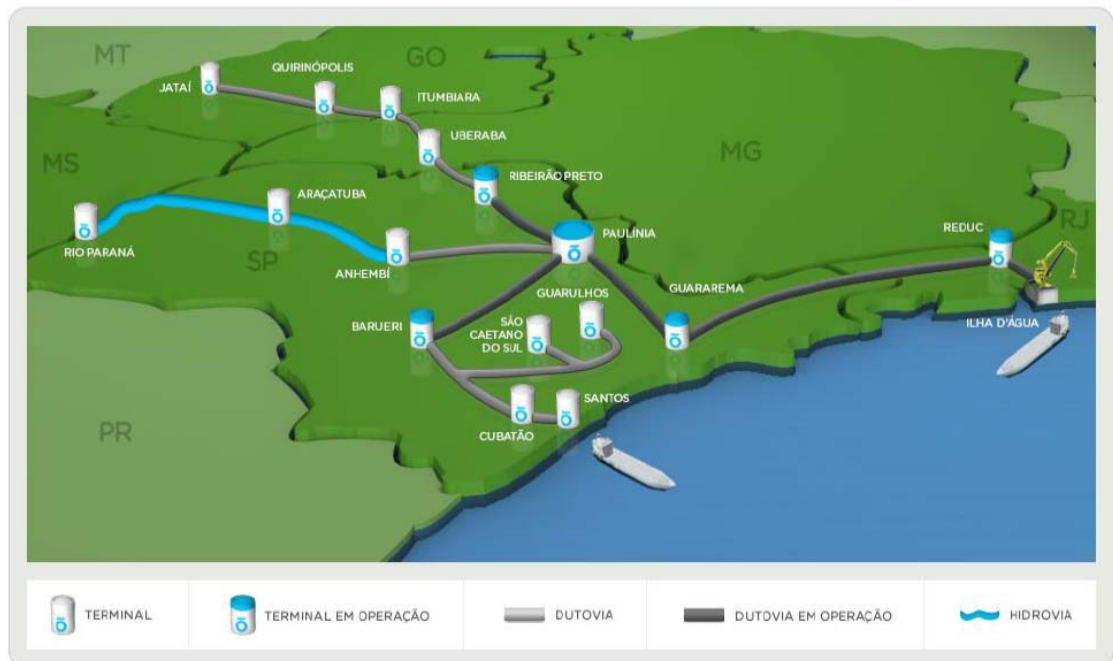 MT
GO
QUIRINÓPOLIS
JATAÍ
ITUMBIARA
UBERABA
MS
MG
RIBEIRÃO PRETO
ARAÇATUBA
RJ
REDUC
PAULÍNIA
RIO PARANÁ
SP
ANHEMBÍ
GUARULHOS
GUARAREMA
BARUERI
SÃO
CAETANO
DO SUL
ILHA D'ÁGUA
SANTOS
PR
CUBATÃO
TERMINAL
TERMINAL EM OPERAÇÃO
DUTOVIA
DUTOVIA EM OPERAÇÃO
HIDROVIA